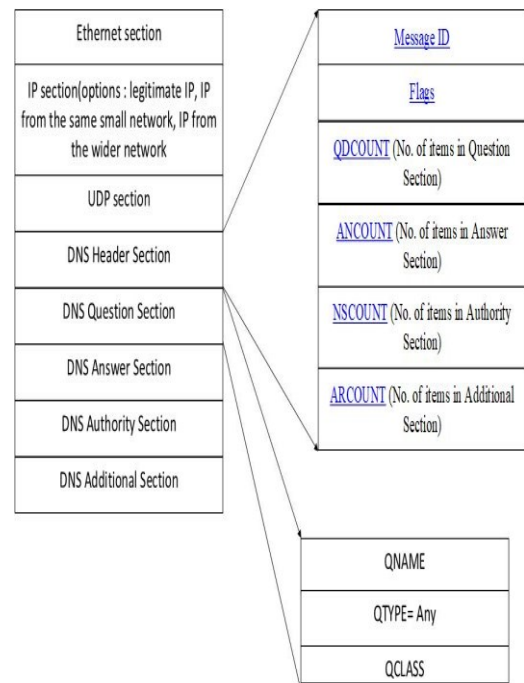 Ethernet section
IP section(options : legitimate IP, IP
from the same small network, IP from
the wider network
UDP section
DNS Header Section
DNS Question Section
DNS Answer Section
DNS Authority Section
DNS Additional Section
Message ID
Flags
QDCOUNT (No. of items in Question
Section)
ANCOUNT (No. of items in Answer
Section)
NSCOUNT (No. of items in Authority
Section)
ARCOUNT (No. of items in Additional
Section)
QNAME
QTYPE= Any
QCLASS